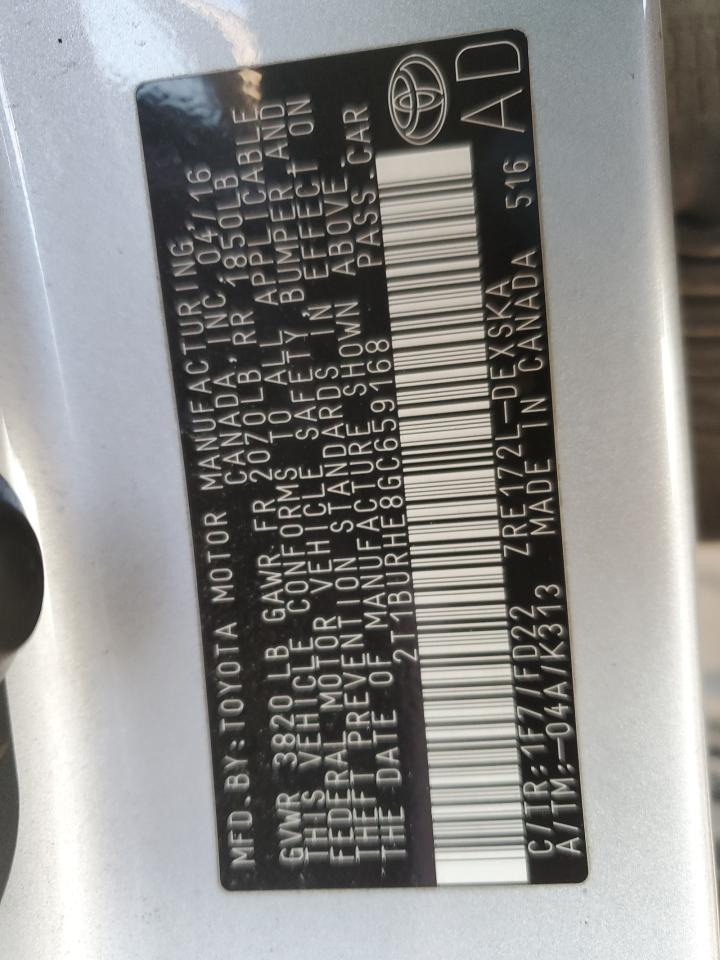 MFD.BY:TOYOTA MOTOR MANUFACTURING,
CANADA, INC. 04/16
GVWR 3820 LB GAWR FR 2070LB, RR 1850LB
THIS VEHICLE CONFORMS TO ALL APPLICABLE
FEDERAL MOTOR VEHICLE SAFETY, BUMPER AND
THEFT PREVENTION STANDARDS IN EFFECT ON
THE DATE OF MANUFACTURE SHOWN ABOVE.
2T1BURHE8GC659168 PASS.CAR
C/TR:1F7/FD22 ZRE172L-DEXSKA 516
A/TM:-04A/K313 MADE IN CANADA
AD